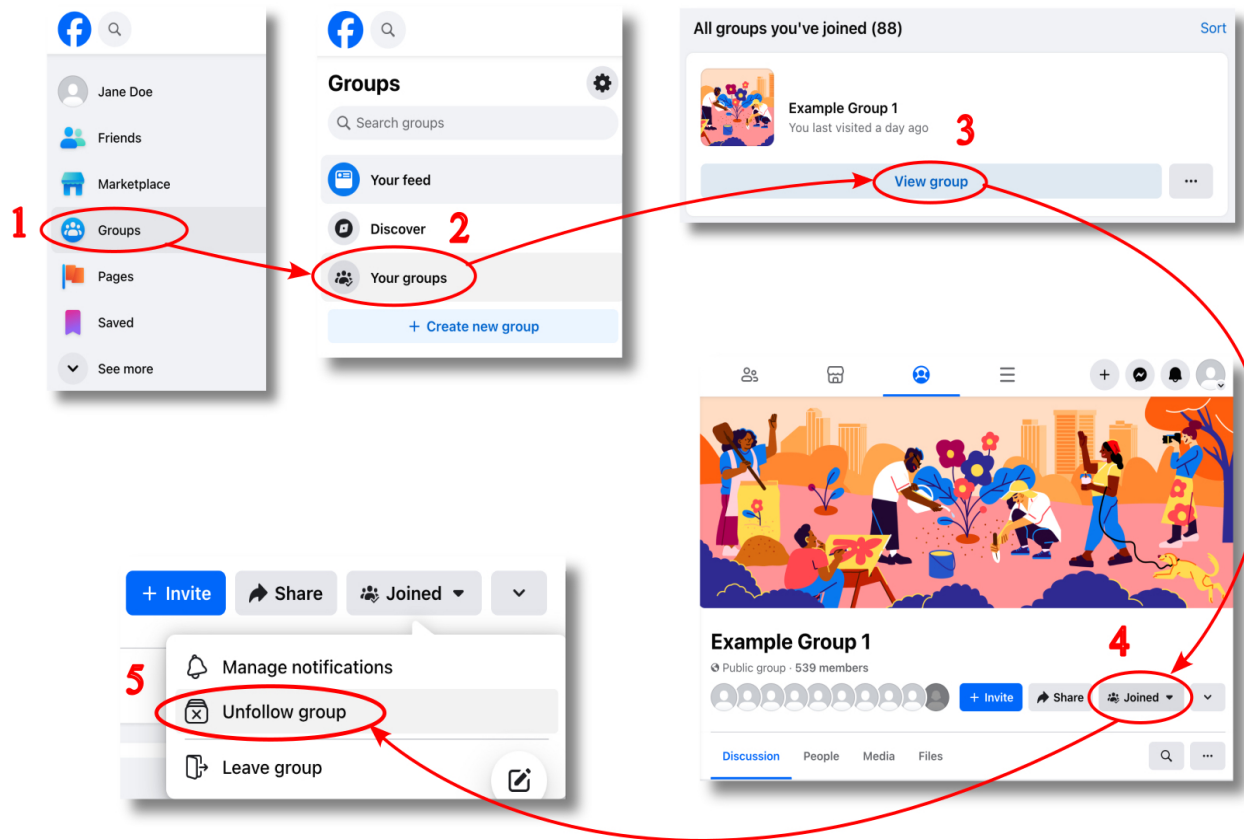 1
Jane Doe
Friends
Marketplace
Groups
Pages
Saved
See more
Groups
Search groups
Your feed
Discover
2
Your groups
+ Create new group
All groups you've joined (88)
Sort
Example Group 1
You last visited a day ago
3
View group
Example Group 1
4
Public group · 539 members
+ Invite
Share
Joined
Discussion
People
Media
Files
+ Invite
Share
Joined
5
Manage notifications
Unfollow group
Leave group